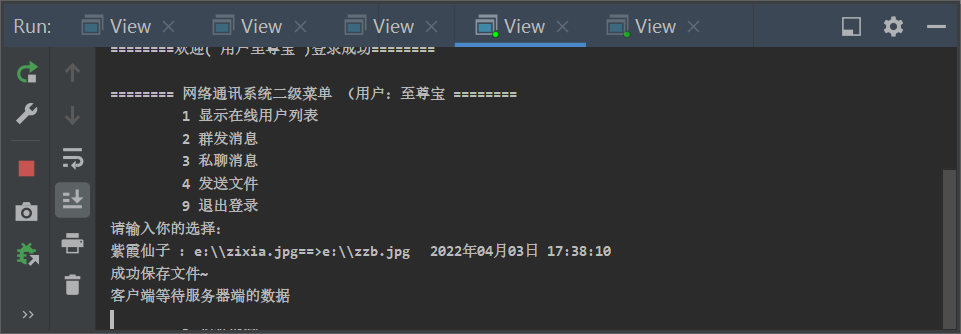 Run: View View View View View
========欢迎( 用户至尊宝 )登录成功========
======== 网络通讯系统二级菜单 （用户: 至尊宝 ========
1 显示在线用户列表
2 群发消息
3 私聊消息
4 发送文件
9 退出登录
请输入你的选择:
紫霞仙子 : e:\\zixia.jpg==>e:\\zzb.jpg 2022年04月03日 17:38:10
成功保存文件~
客户端等待服务器端的数据